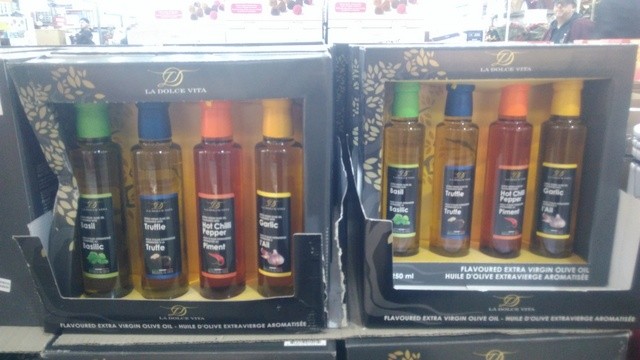 LA DOLCE VITA
Basil
Basilic
Truffle
Truffe
Hot Chilli
Pepper
Piment
Garlic
l'Ail
LA DOLCE VITA
FLAVOURED EXTRA VIRGIN OLIVE OIL - HUILE D'OLIVE EXTRAVIERGE AROMATISÉE
LA DOLCE VITA
Basil
Basilic
Truffle
Truffe
Hot Chilli
Pepper
Piment
Garlic
l'Ail
250 ml
FLAVOURED EXTRA VIRGIN OLIVE OIL
HUILE D'OLIVE EXTRAVIERGE AROMATISÉE
LA DOLCE VITA
FLAVOURED EXTRA VIRGIN OLIVE OIL - HUILE D'OLIVE EXTRAVIERGE AROMATISÉE